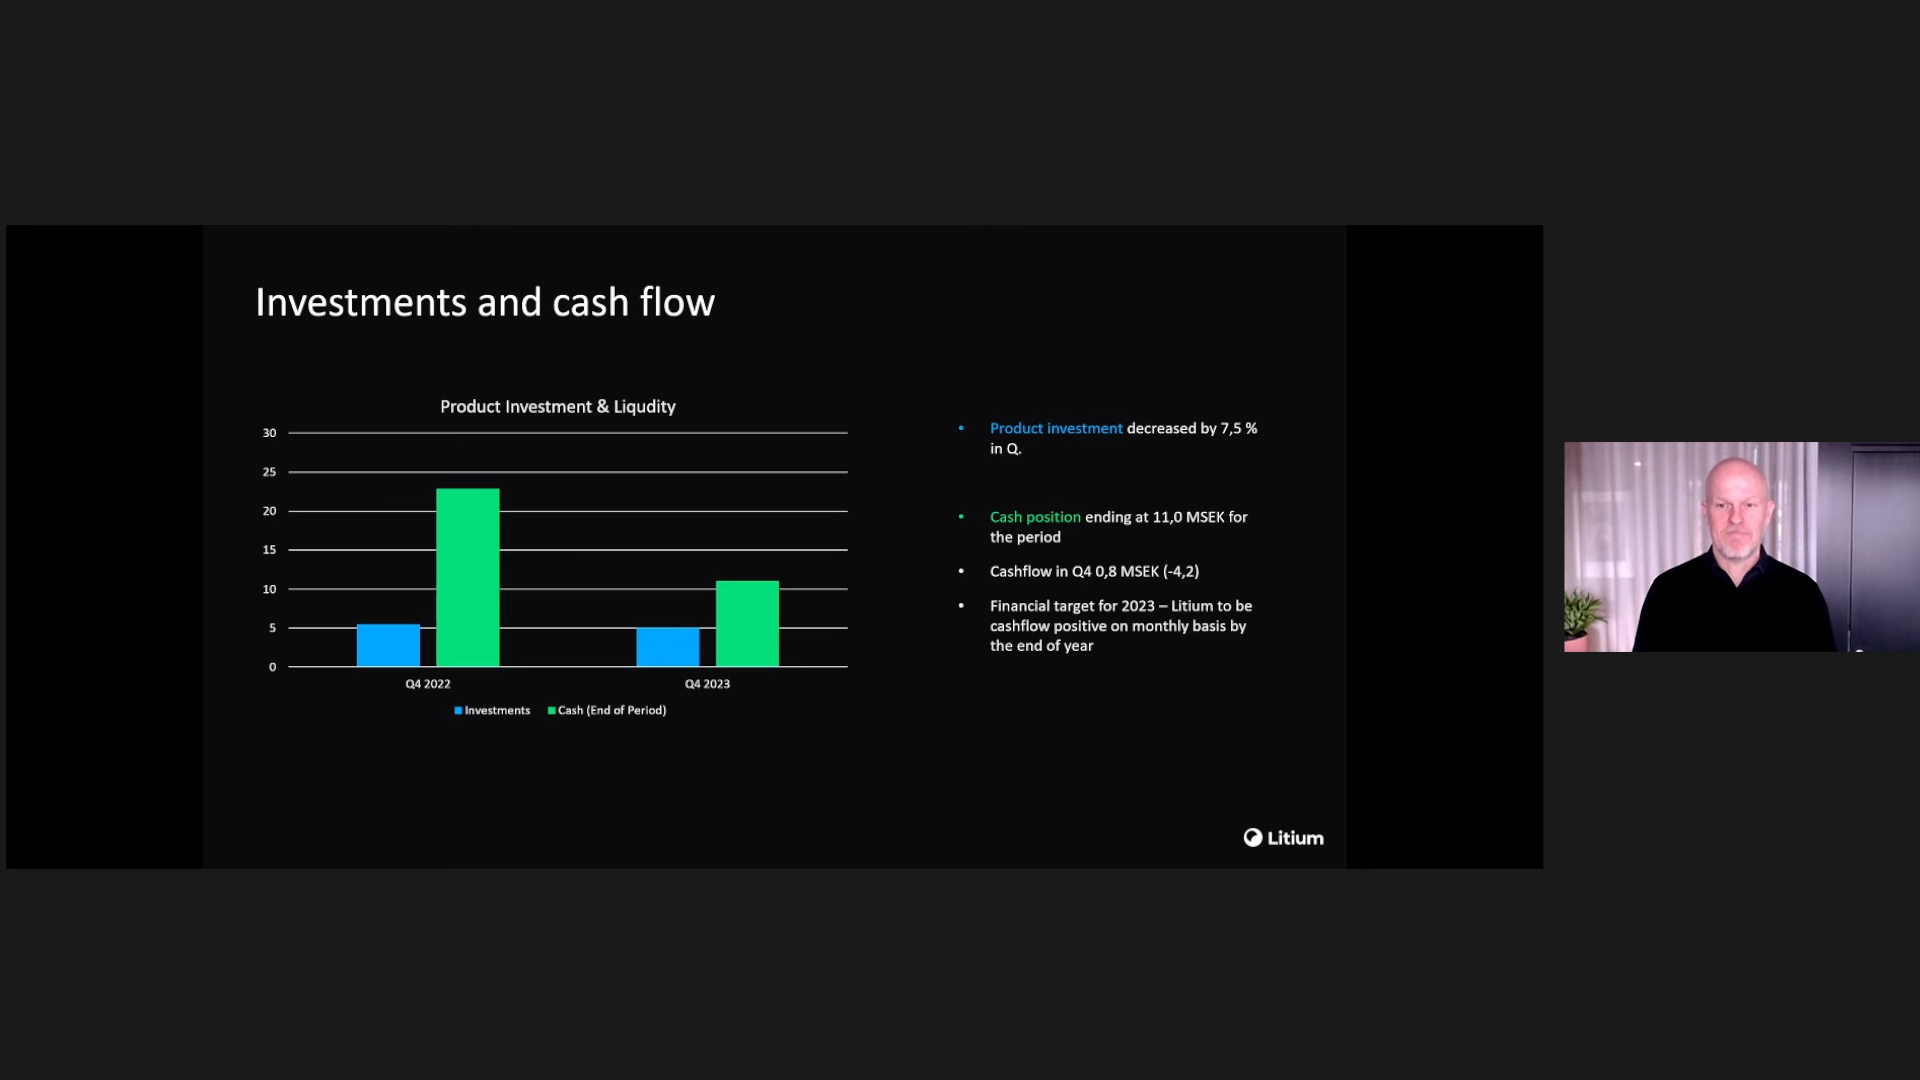 Investments and cash flow
Product Investment & Liqudity
30
25
20
15
10
5
0
Q4 2022
Q4 2023
Investments
Cash (End of Period)
• Product investment decreased by 7,5 %
in Q.
• Cash position ending at 11,0 MSEK for
the period
• Cashflow in Q4 0,8 MSEK (-4,2)
• Financial target for 2023 – Litium to be
cashflow positive on monthly basis by
the end of year
Litium